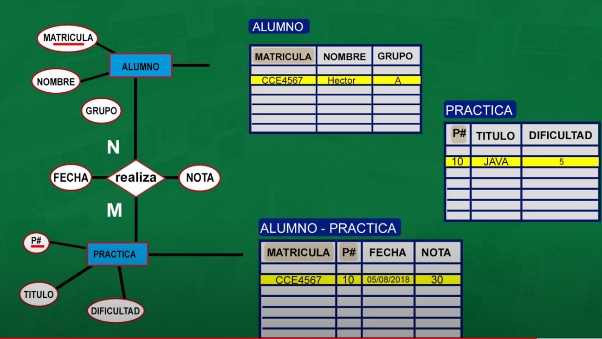 MATRICULA
ALUMNO
NOMBRE
GRUPO
N
FECHA realiza NOTA
M
P#
PRACTICA
TITULO
DIFICULTAD
ALUMNO
MATRICULA NOMBRE GRUPO
CCE4567 Hector A
PRACTICA
P# TITULO DIFICULTAD
10 JAVA 5
ALUMNO - PRACTICA
MATRICULA P# FECHA NOTA
CCE4567 10 05/08/2018 30